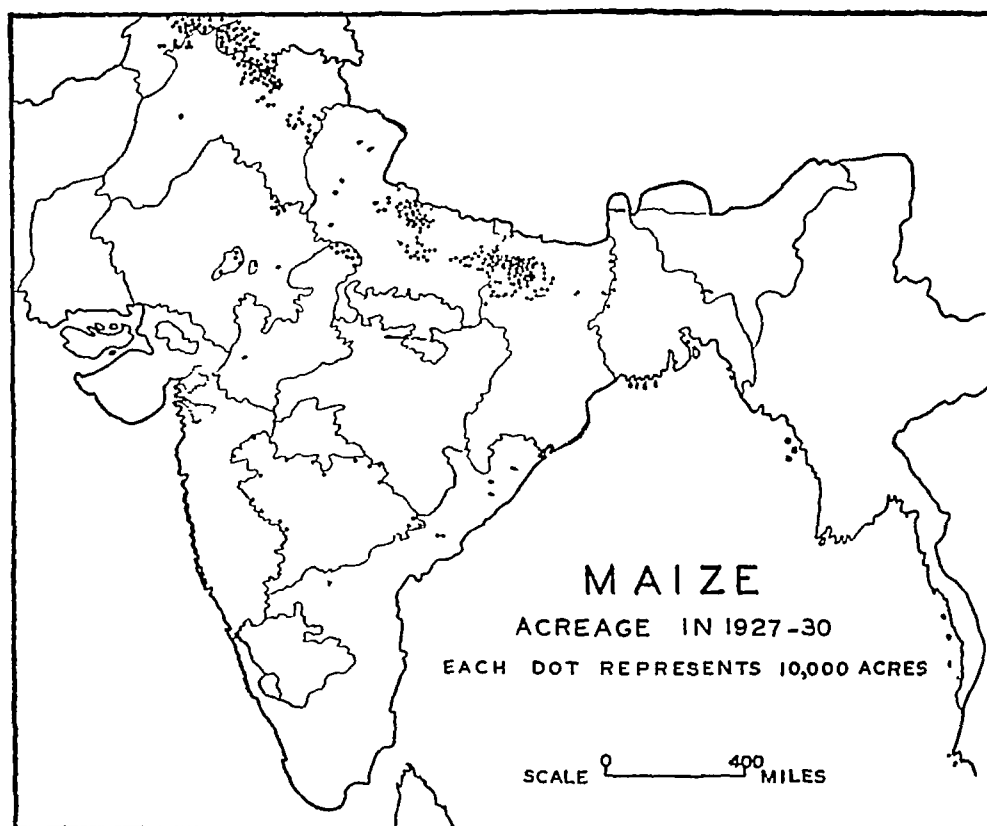 MAIZE
ACREAGE IN 1927-30
EACH DOT REPRESENTS 10,000 ACRES
SCALE 0 400 MILES